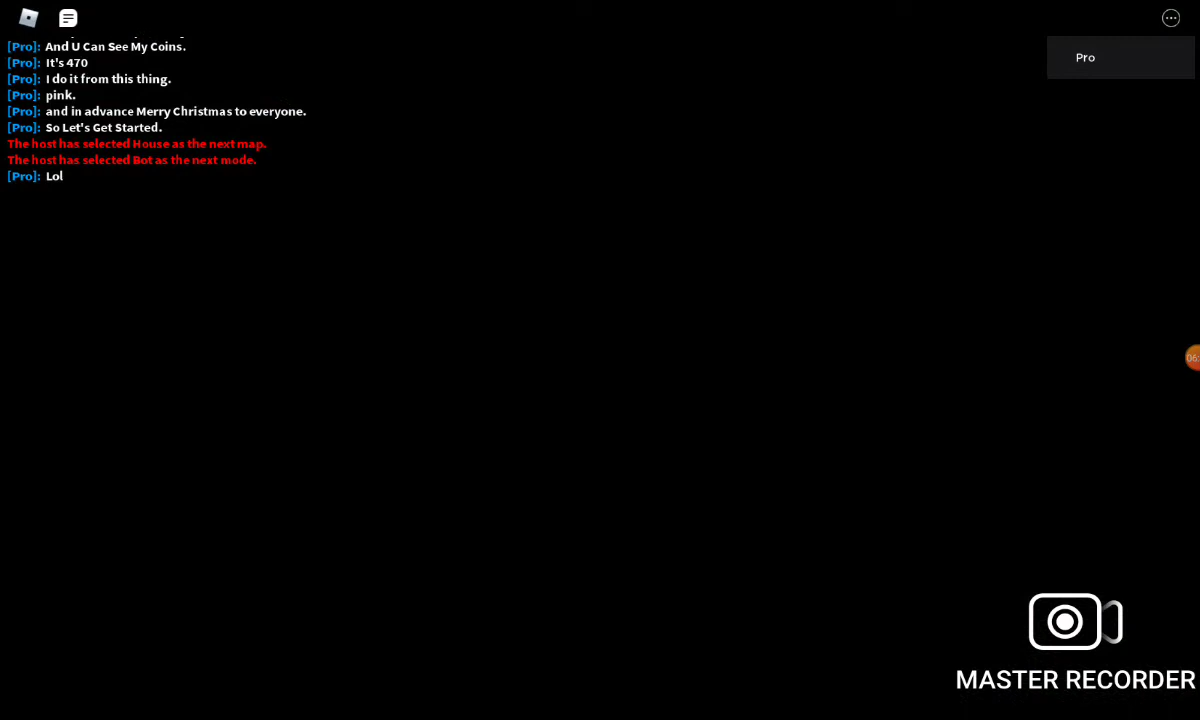 [Pro]: And U Can See My Coins.
[Pro]: It's 470
[Pro]: I do it from this thing.
[Pro]: pink.
[Pro]: and in advance Merry Christmas to everyone.
[Pro]: So Let's Get Started.
The host has selected House as the next map.
The host has selected Bot as the next mode.
[Pro]: Lol
Pro
06:
MASTER RECORDER